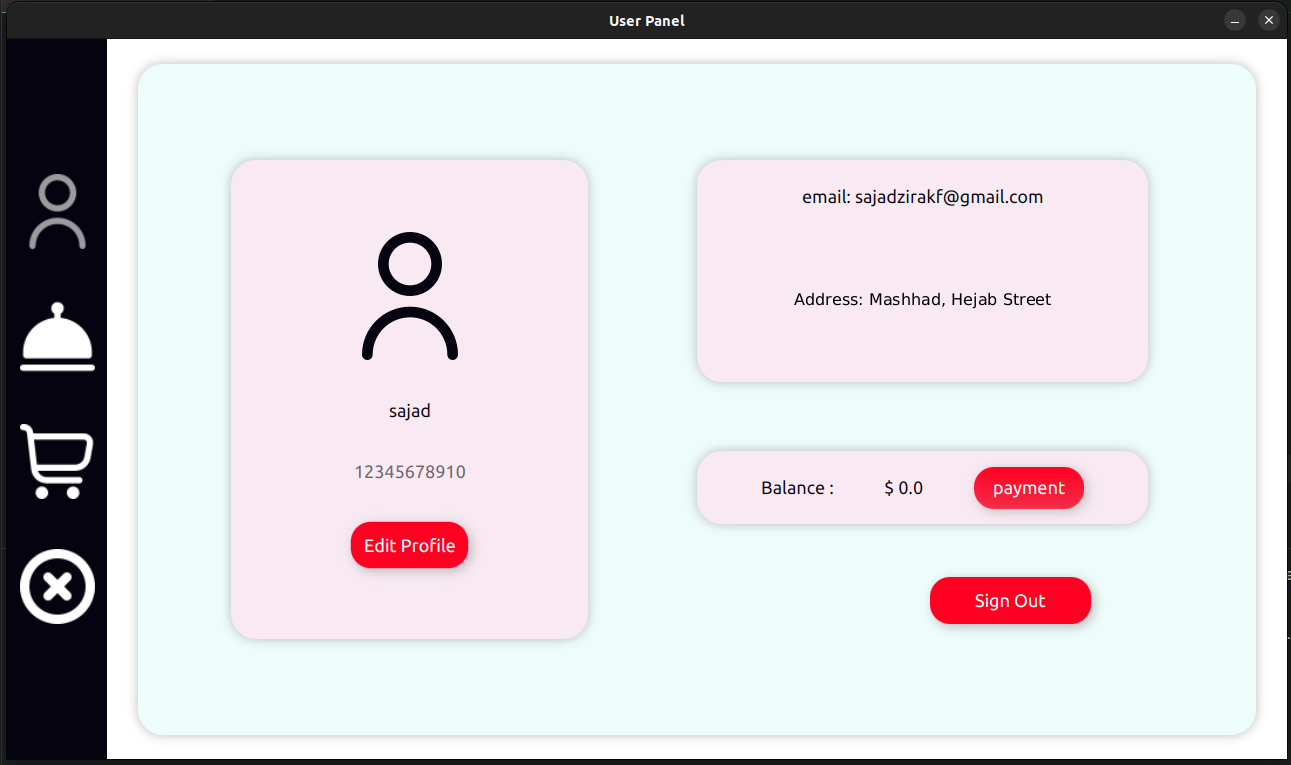 User Panel
sajad
12345678910
Edit Profile
email: sajadzirakf@gmail.com
Address: Mashhad, Hejab Street
Balance : $ 0.0 payment
Sign Out